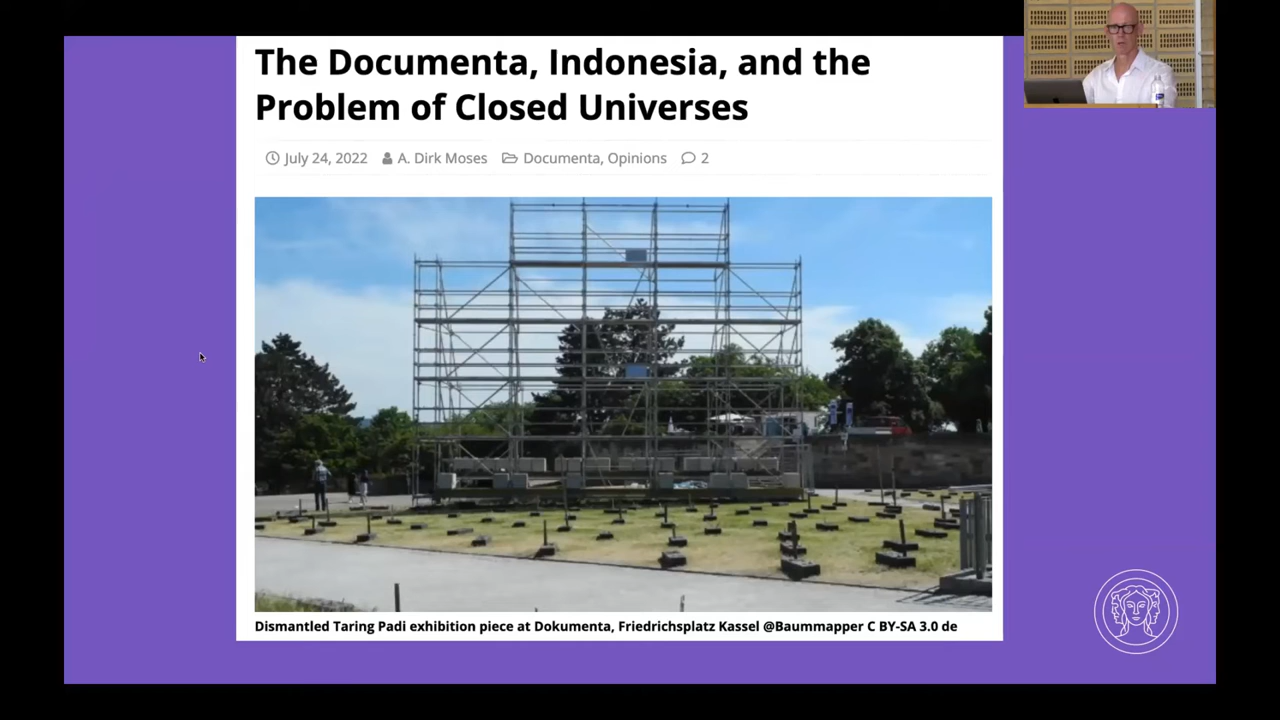 The Documenta, Indonesia, and the
Problem of Closed Universes
July 24, 2022 A. Dirk Moses Documenta, Opinions 2
Dismantled Taring Padi exhibition piece at Dokumenta, Friedrichsplatz Kassel @Baummapper C BY-SA 3.0 de